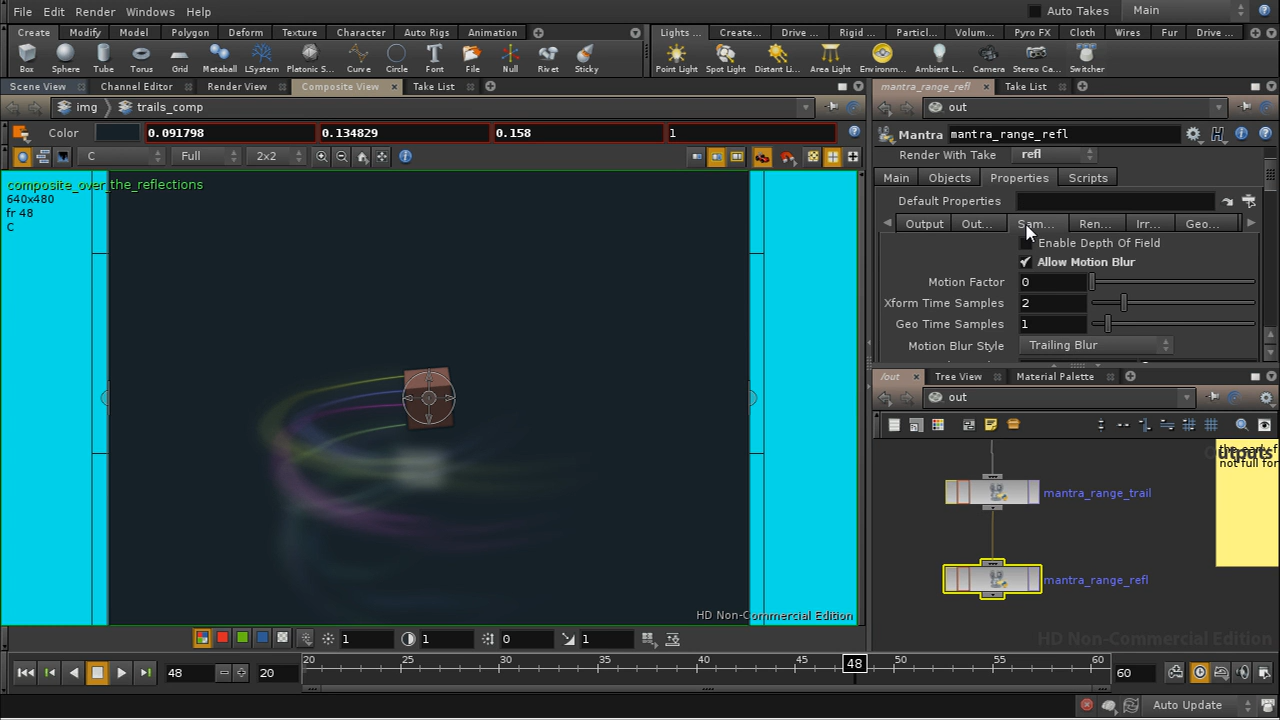 File Edit Render Windows Help Auto Takes Main
Create Modify Model Polygon Deform Texture Character Auto Rigs Animation Lights ... Create... Drive ... Rigid ... Particl... Volum... Pyro FX Cloth Wires Fur Drive ...
Box Sphere Tube Torus Grid Metaball LSystem Platonic S... Curve Circle Font File Null Rivet Sticky Point Light Spot Light Distant Li... Area Light Environm... Ambient L... Camera Stereo Ca... Switcher
Scene View Channel Editor Render View Composite View Take List mantra_range_refl Take List
img trails_comp out
Color 0.091798 0.134829 0.158 1 Mantra mantra_range_refl
C Full 2x2 Render With Take refl
Main Objects Properties Scripts
composite_over_the_reflections
640x480
fr 48
C
Default Properties
Output Out... Sam... Ren... Irr... Geo...
Enable Depth Of Field
Allow Motion Blur
Motion Factor 0
Xform Time Samples 2
Geo Time Samples 1
Motion Blur Style Trailing Blur
/out Tree View Material Palette
out
mantra_range_trail
mantra_range_refl
HD Non-Commercial Edition
HD Non-Commercial Edition
1 1 0 1
48 20 20 25 30 35 40 45 48 50 55 60 60
Auto Update